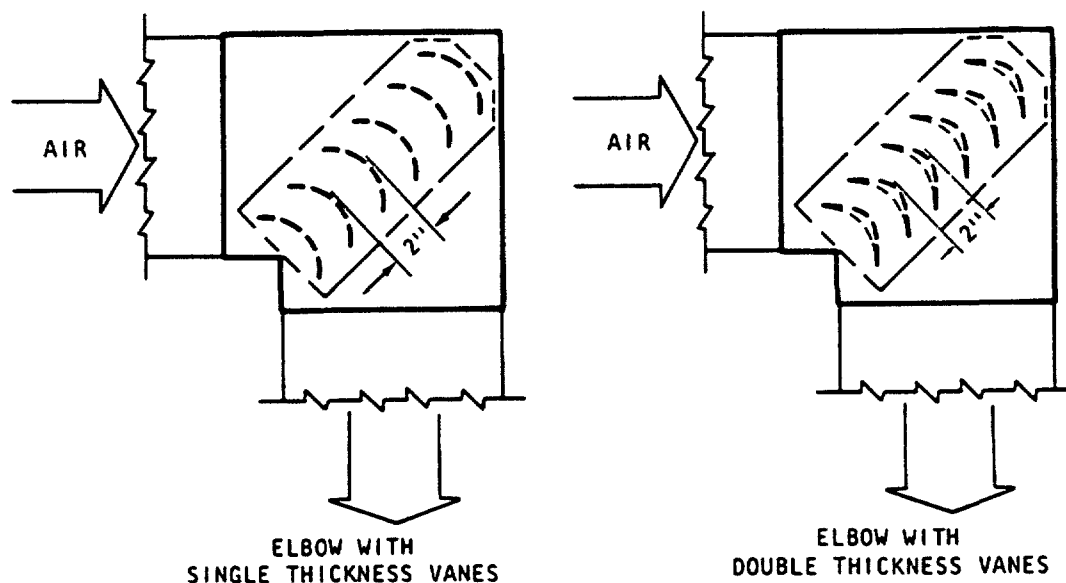 AIR
2"
ELBOW WITH
SINGLE THICKNESS VANES
AIR
2"
ELBOW WITH
DOUBLE THICKNESS VANES